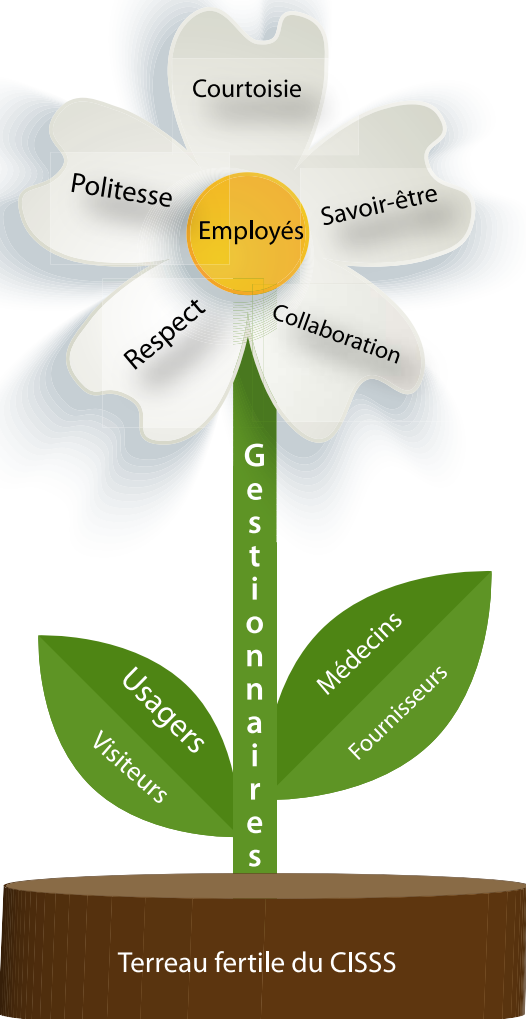 Courtoisie
Politesse
Savoir-être
Employés
Respect
Collaboration
Gestionnaires
Médecins
Usagers
Fournisseurs
Visiteurs
Terreau fertile du CISSS